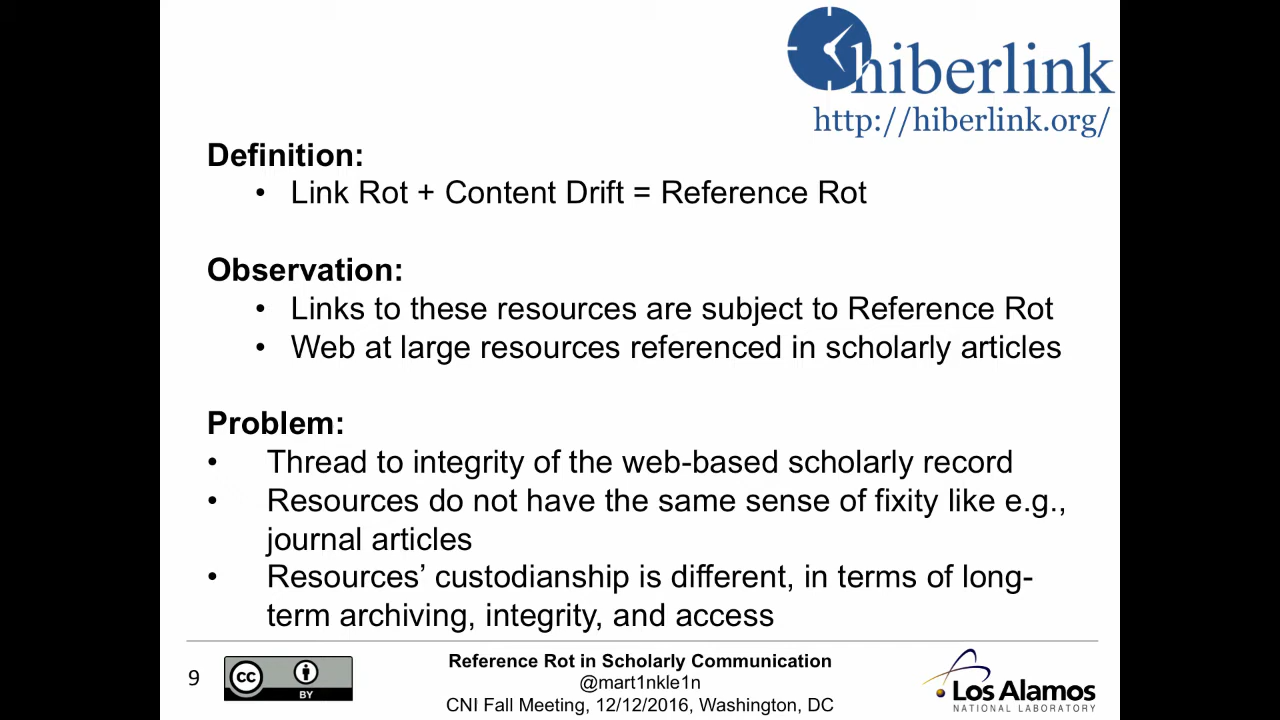 hiberlink
http://hiberlink.org/
Definition:
• Link Rot + Content Drift = Reference Rot
Observation:
• Links to these resources are subject to Reference Rot
• Web at large resources referenced in scholarly articles
Problem:
• Thread to integrity of the web-based scholarly record
• Resources do not have the same sense of fixity like e.g.,
journal articles
• Resources’ custodianship is different, in terms of long-
term archiving, integrity, and access
9
cc
BY
Reference Rot in Scholarly Communication
@mart1nkle1n
CNI Fall Meeting, 12/12/2016, Washington, DC
Los Alamos
NATIONAL LABORATORY